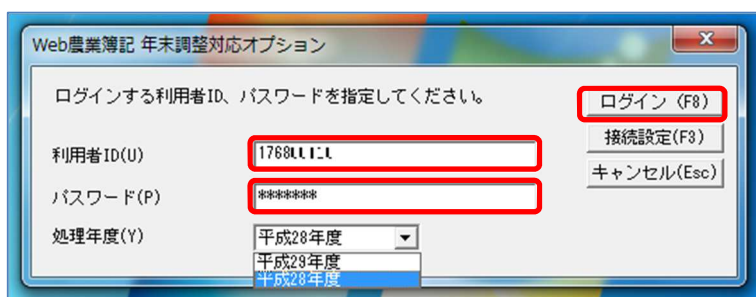 Web農業簿記 年末調整対応オプション
ログインする利用者ID、パスワードを指定してください。
ログイン (F8)
接続設定(F3)
キャンセル(Esc)
利用者ID(U)
1768
パスワード(P)
*******
処理年度(Y)
平成28年度
平成29年度
平成28年度